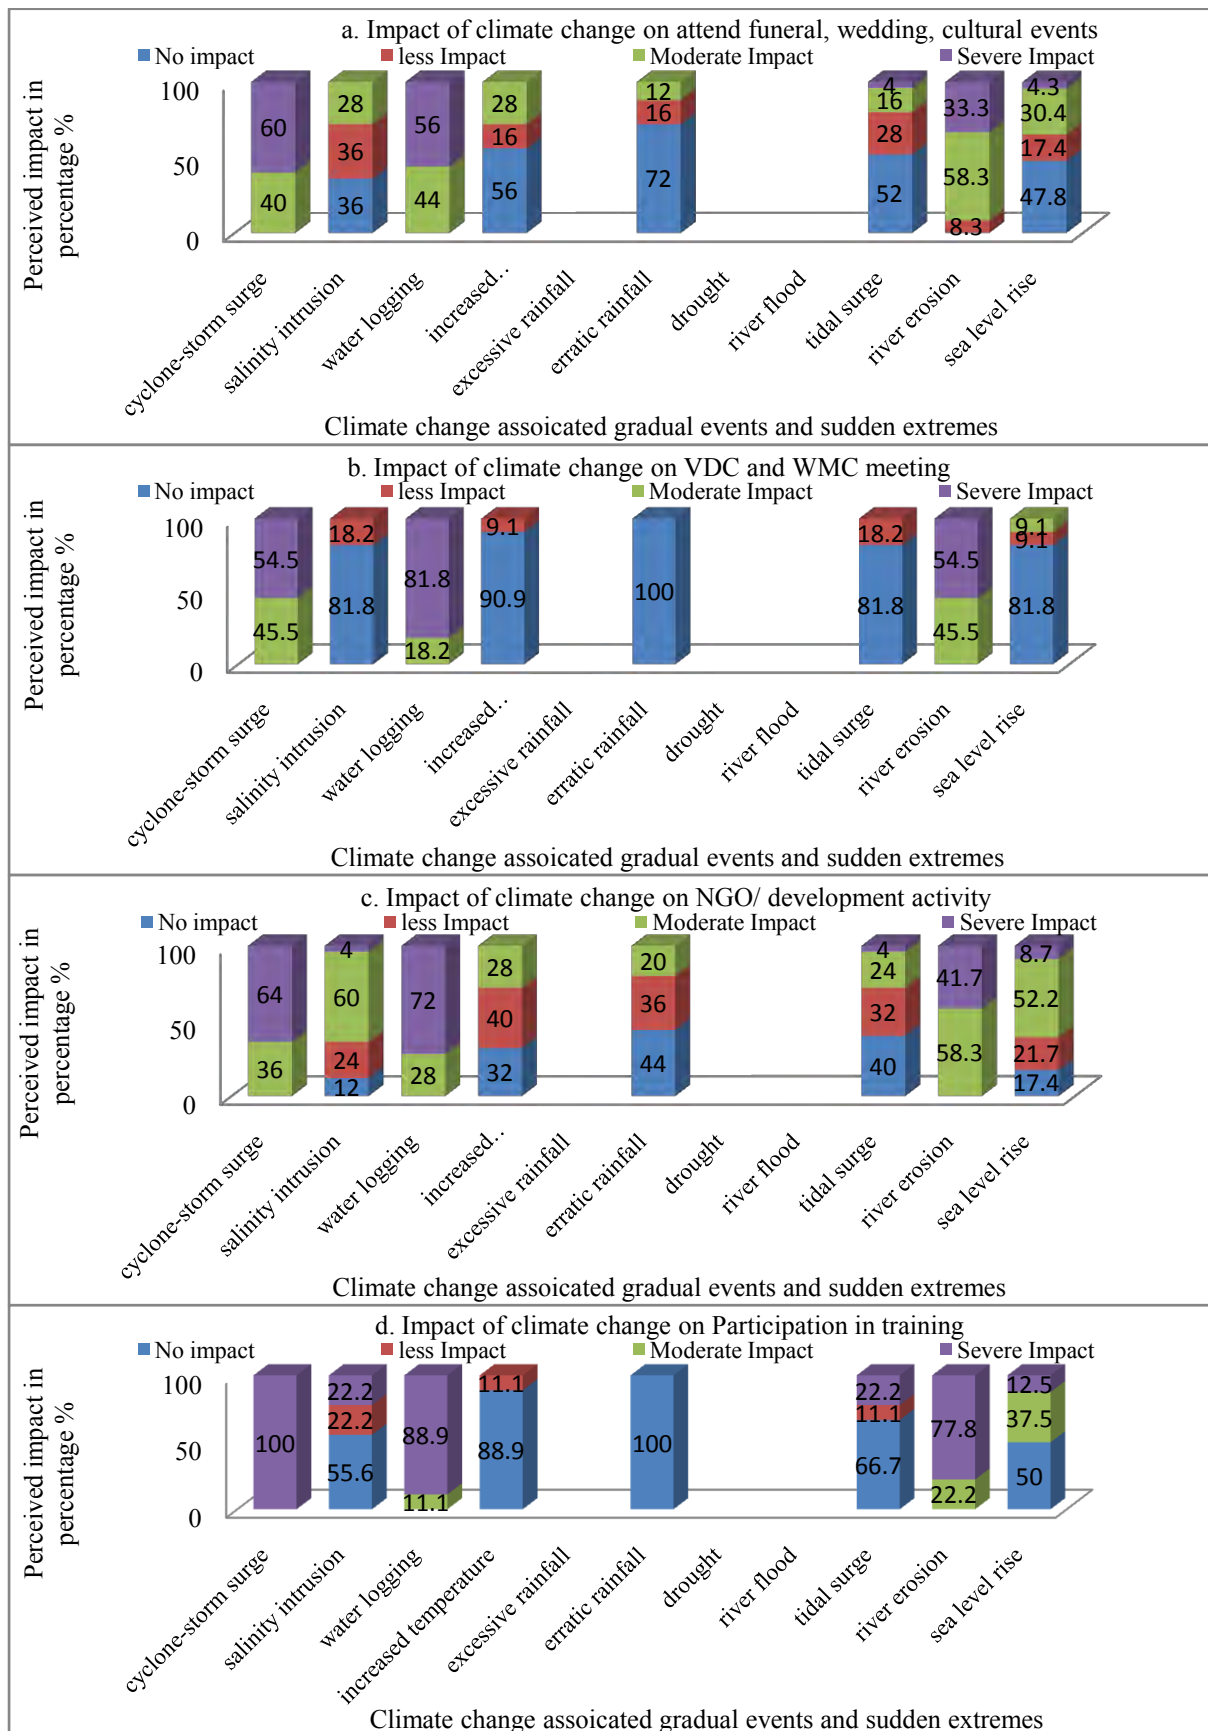 a. Impact of climate change on attend funeral, wedding, cultural events
No impact less Impact Moderate Impact Severe Impact
Perceived impact in
percentage %
100
50
0
40 60
36 36 28
44 56
56 16 28
72 16 12
52 28 16 4
8.3 58.3 33.3
47.8 17.4 30.4 4.3
cyclone-storm surge
salinity intrusion
water logging
increased..
excessive rainfall
erratic rainfall
drought
river flood
tidal surge
river erosion
sea level rise
Climate change assoicated gradual events and sudden extremes
b. Impact of climate change on VDC and WMC meeting
No impact less Impact Moderate Impact Severe Impact
Perceived impact in
percentage %
100
50
0
45.5 54.5
81.8 18.2
18.2 81.8
90.9 9.1
100
81.8 18.2
45.5 54.5
81.8 9.1 9.1
cyclone-storm surge
salinity intrusion
water logging
increased..
excessive rainfall
erratic rainfall
drought
river flood
tidal surge
river erosion
sea level rise
Climate change assoicated gradual events and sudden extremes
c. Impact of climate change on NGO/ development activity
No impact less Impact Moderate Impact Severe Impact
Perceived impact in
percentage %
100
50
0
36 64
12 24 60 4
28 72
32 40 28
44 36 20
40 32 24 4
58.3 41.7
17.4 21.7 52.2 8.7
cyclone-storm surge
salinity intrusion
water logging
increased..
excessive rainfall
erratic rainfall
drought
river flood
tidal surge
river erosion
sea level rise
Climate change assoicated gradual events and sudden extremes
d. Impact of climate change on Participation in training
No impact less Impact Moderate Impact Severe Impact
Perceived impact in
percentage %
100
50
0
100
55.6 22.2 22.2
11.1 88.9
88.9 11.1
100
66.7 11.1 22.2
22.2 77.8
50 37.5 12.5
cyclone-storm surge
salinity intrusion
water logging
increased temperature
excessive rainfall
erratic rainfall
drought
river flood
tidal surge
river erosion
sea level rise
Climate change assoicated gradual events and sudden extremes